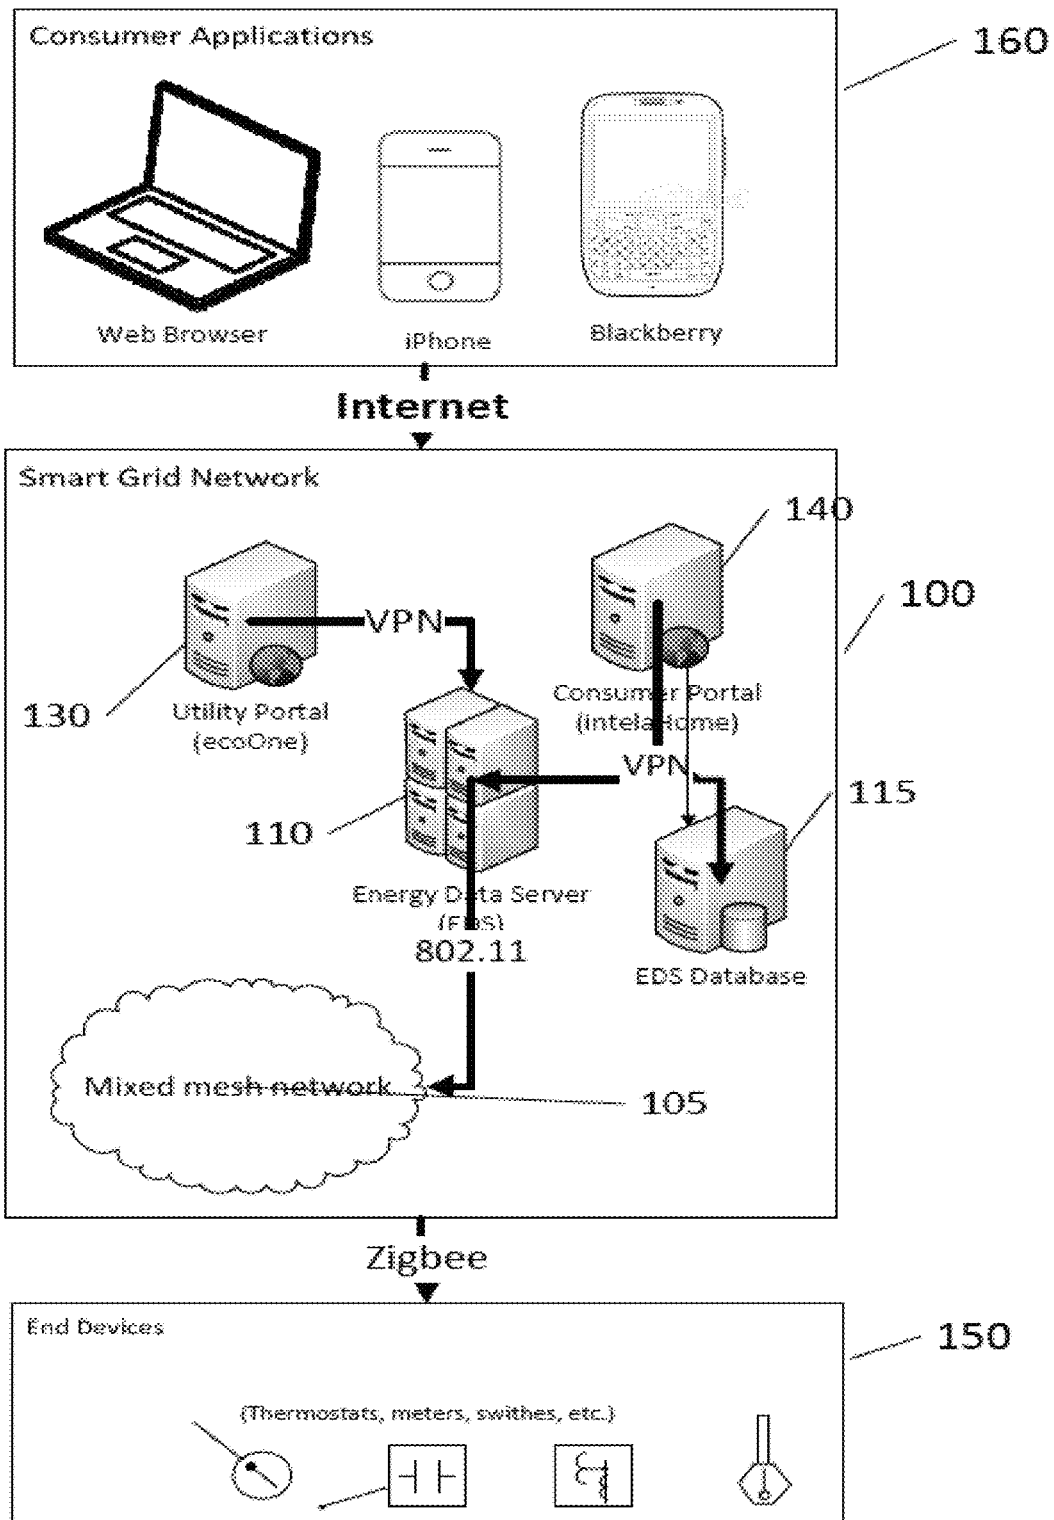 Consumer Applications
160
Web Browser
iPhone
Blackberry
Internet
Smart Grid Network
140
100
VPN
130
Utility Portal
(ecoOne)
Consumer Portal
(intelaHome)
VPN
115
110
Energy Data Server
(EDS)
802.11
EDS Database
Mixed mesh network
105
Zigbee
End Devices
150
(Thermostats, meters, swithes, etc.)